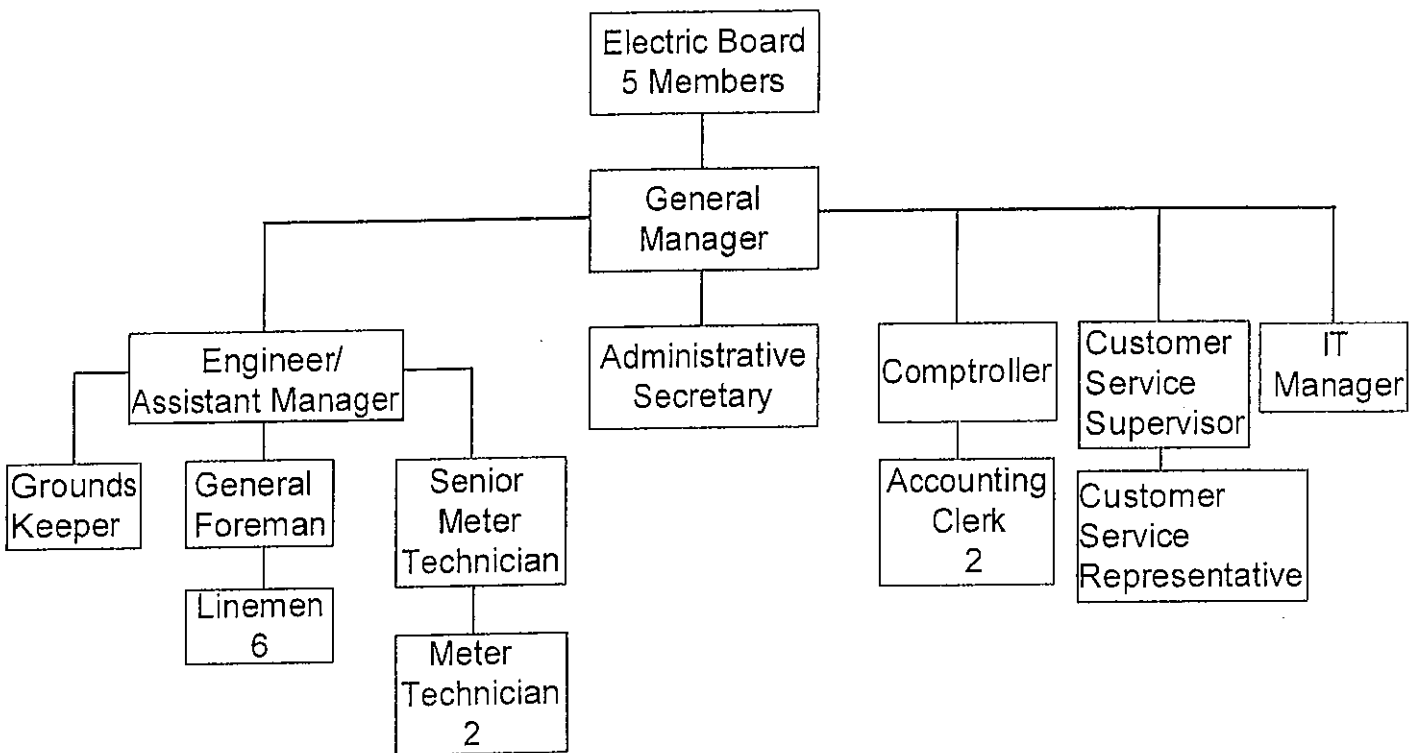 Electric Board
5 Members
General
Manager
Engineer/
Assistant Manager
Administrative
Secretary
Comptroller
Customer
Service
Supervisor
IT
Manager
Grounds
Keeper
General
Foreman
Senior
Meter
Technician
Accounting
Clerk
2
Customer
Service
Representative
Linemen
6
Meter
Technician
2